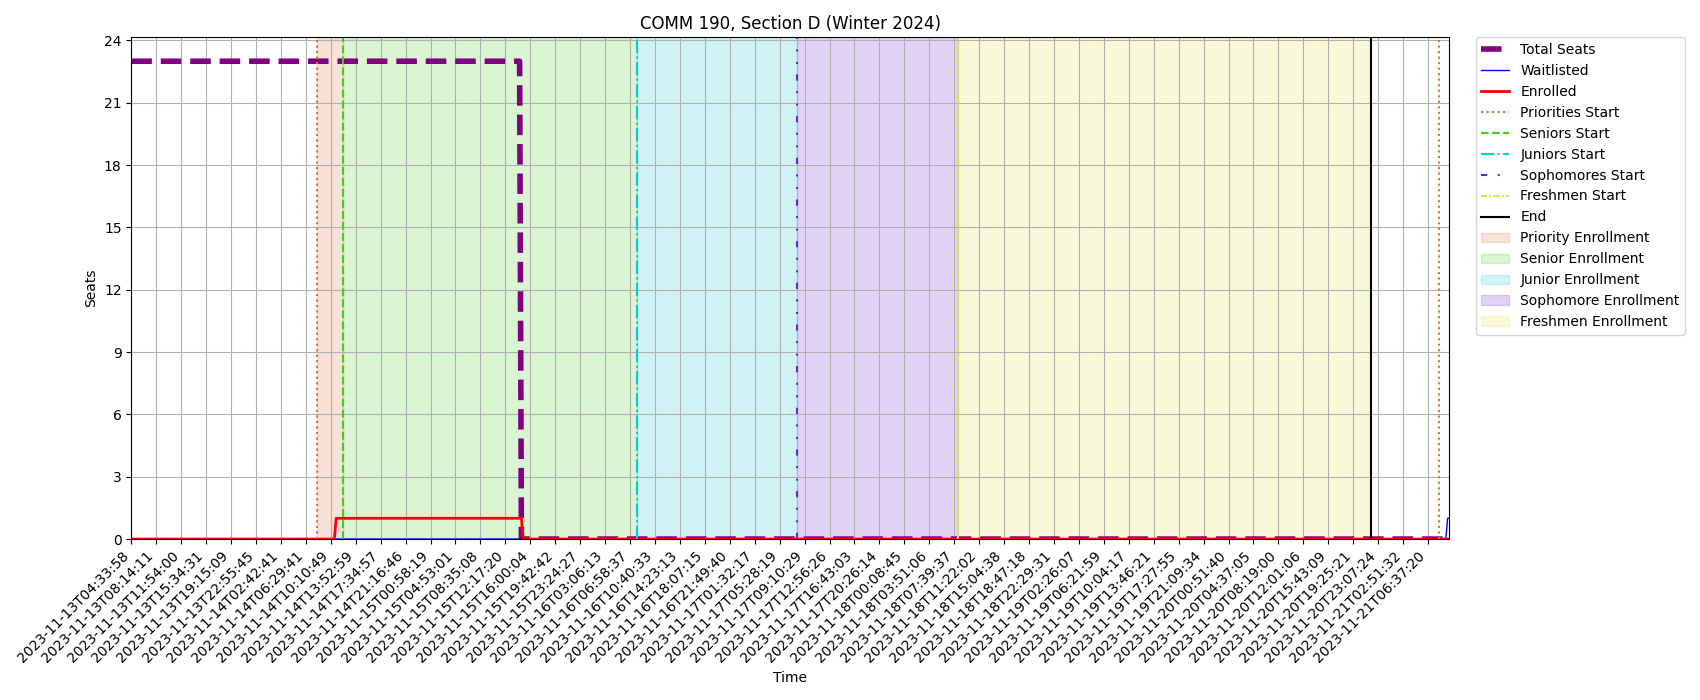 COMM 190, Section D (Winter 2024)
Seats
24
21
18
15
12
9
6
3
0
2023-11-13T04:33:58
2023-11-13T08:14:11
2023-11-13T11:54:00
2023-11-13T15:34:31
2023-11-13T19:15:09
2023-11-13T22:55:45
2023-11-14T02:42:41
2023-11-14T06:29:41
2023-11-14T10:10:49
2023-11-14T13:52:59
2023-11-14T17:34:57
2023-11-14T21:16:46
2023-11-15T00:58:19
2023-11-15T04:53:01
2023-11-15T08:35:08
2023-11-15T12:17:20
2023-11-15T16:00:04
2023-11-15T19:42:42
2023-11-15T23:24:27
2023-11-16T03:06:13
2023-11-16T06:58:37
2023-11-16T10:40:33
2023-11-16T14:23:13
2023-11-16T18:07:15
2023-11-16T21:49:40
2023-11-17T01:32:17
2023-11-17T05:28:19
2023-11-17T09:10:29
2023-11-17T12:56:26
2023-11-17T16:43:03
2023-11-17T20:26:14
2023-11-18T00:08:45
2023-11-18T03:51:06
2023-11-18T07:39:37
2023-11-18T11:22:02
2023-11-18T15:04:38
2023-11-18T18:47:18
2023-11-18T22:29:31
2023-11-19T02:26:07
2023-11-19T06:21:59
2023-11-19T10:04:17
2023-11-19T13:46:21
2023-11-19T17:27:55
2023-11-19T21:09:34
2023-11-20T00:51:40
2023-11-20T04:37:05
2023-11-20T08:19:00
2023-11-20T12:01:06
2023-11-20T15:43:09
2023-11-20T19:25:21
2023-11-20T23:07:24
2023-11-21T02:51:32
2023-11-21T06:37:20
Time
Total Seats
Waitlisted
Enrolled
Priorities Start
Seniors Start
Juniors Start
Sophomores Start
Freshmen Start
End
Priority Enrollment
Senior Enrollment
Junior Enrollment
Sophomore Enrollment
Freshmen Enrollment